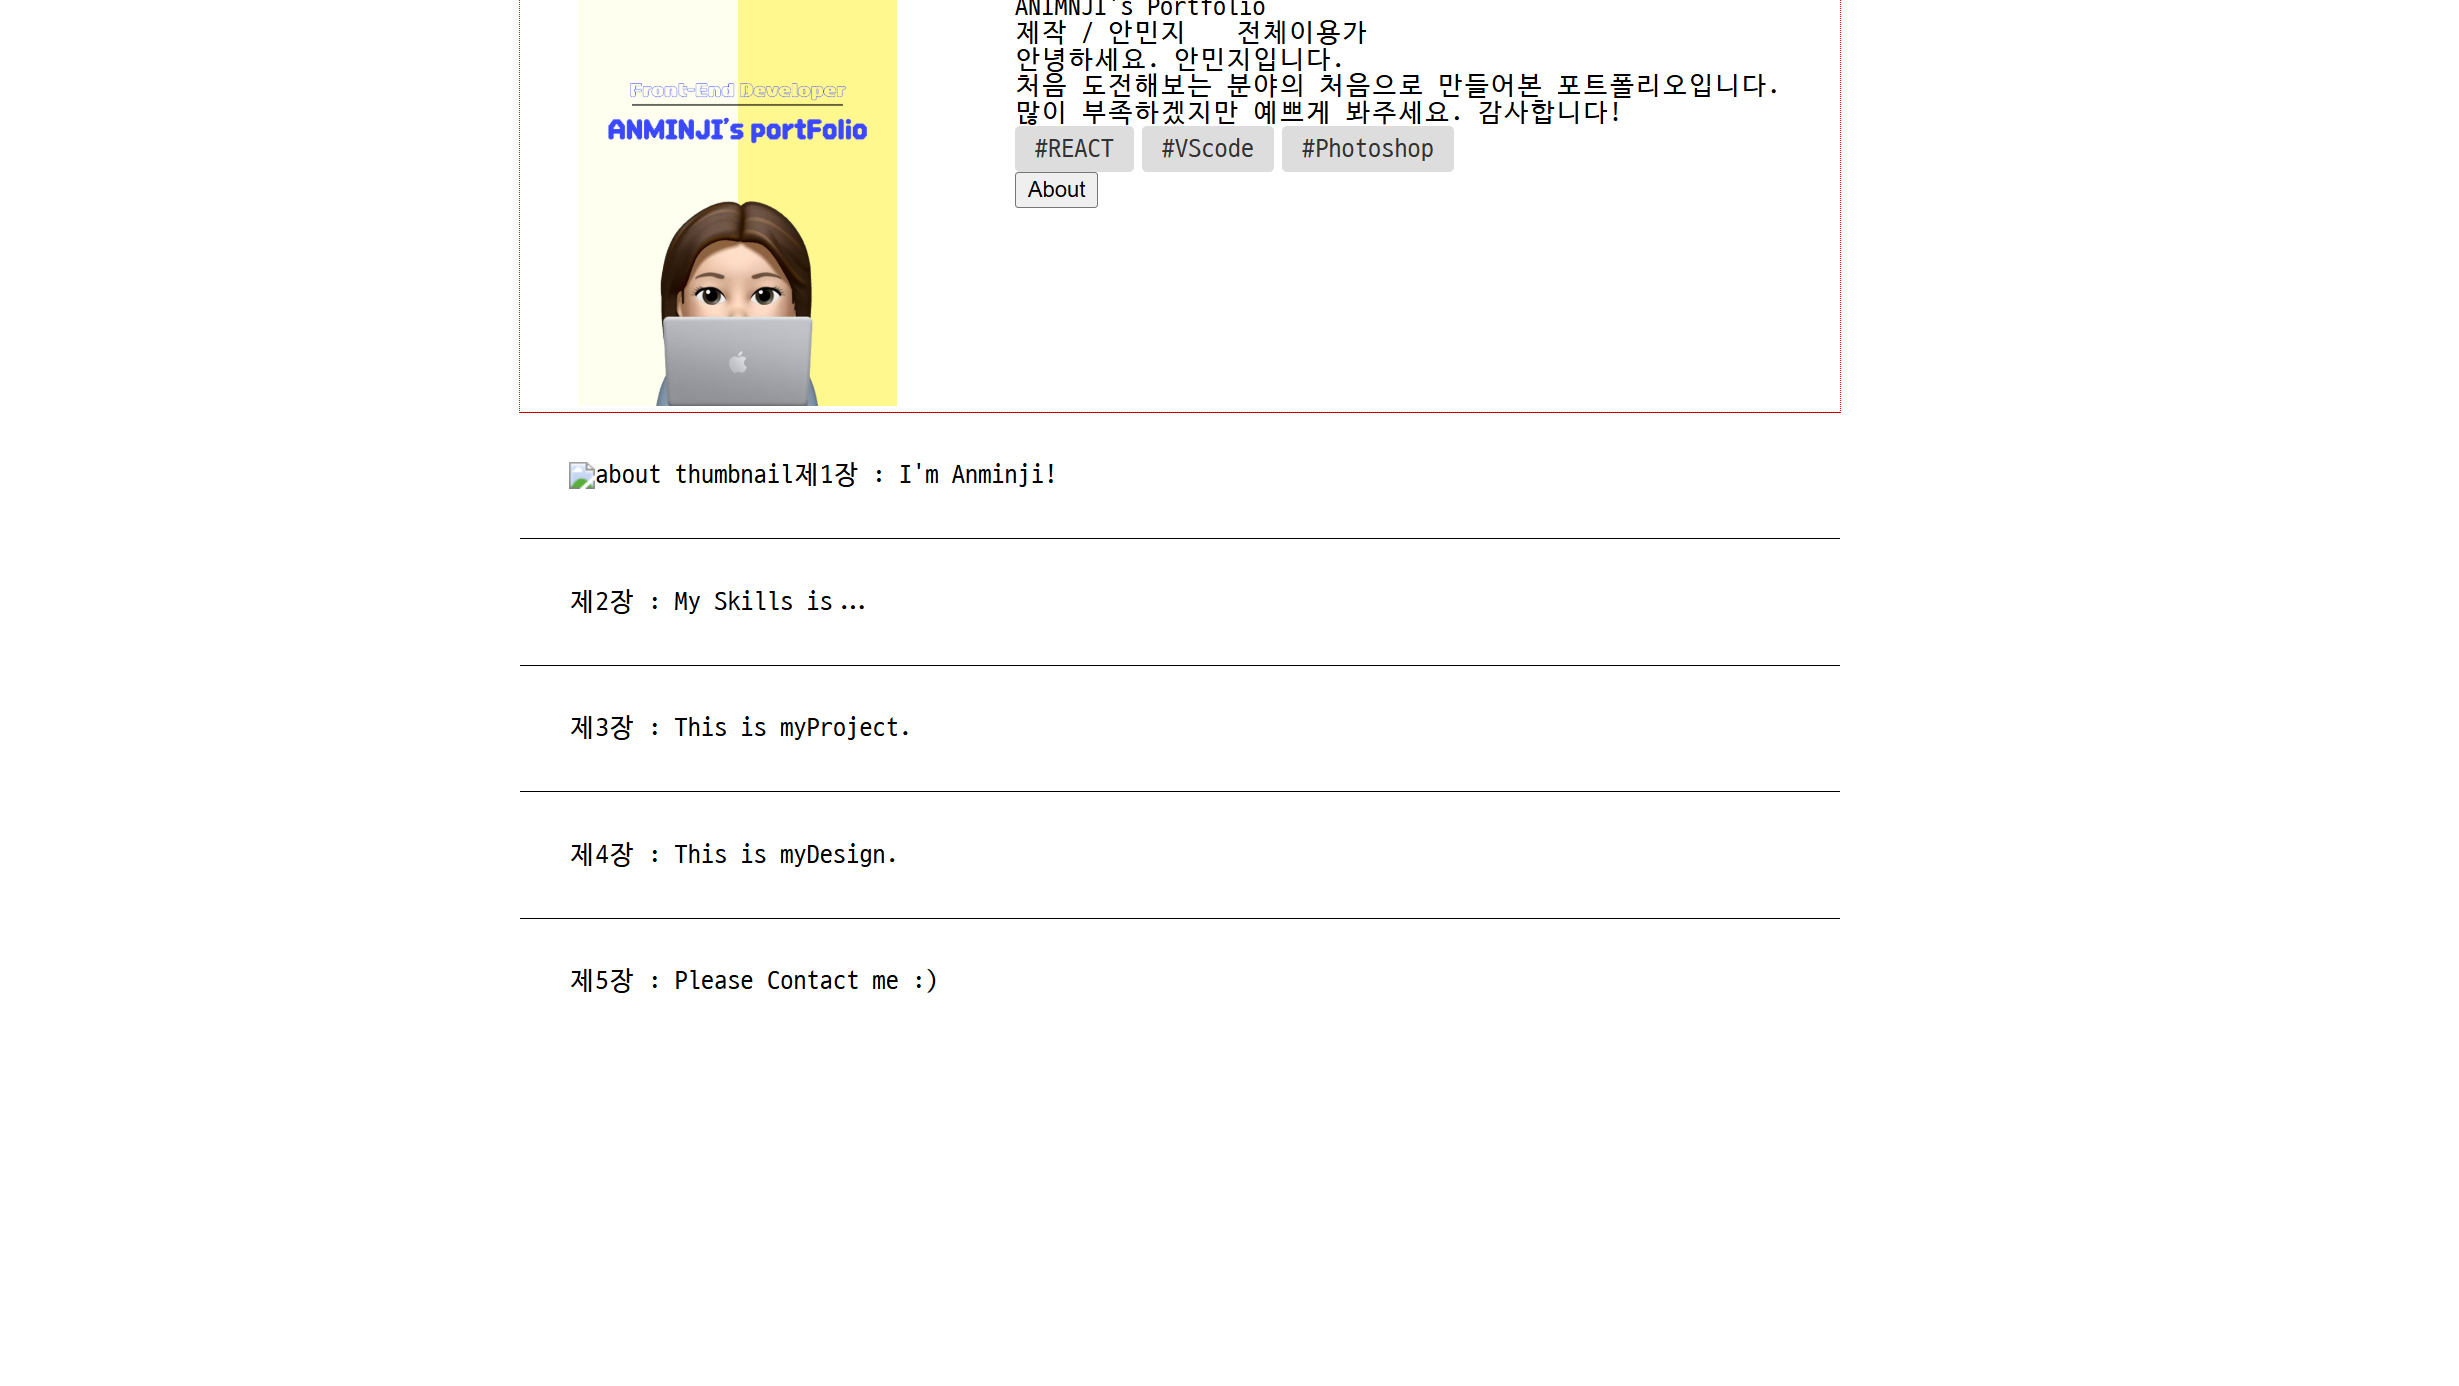 Front-End Developer
ANMINJI's portFolio
ANIMNJI's Portfolio
제작 / 안민지 전체이용가
안녕하세요. 안민지입니다.
처음 도전해보는 분야의 처음으로 만들어본 포트폴리오입니다.
많이 부족하겠지만 예쁘게 봐주세요. 감사합니다!
#REACT #VScode #Photoshop
About
about thumbnail제1장 : I'm Anminji!
제2장 : My Skills is...
제3장 : This is myProject.
제4장 : This is myDesign.
제5장 : Please Contact me :)